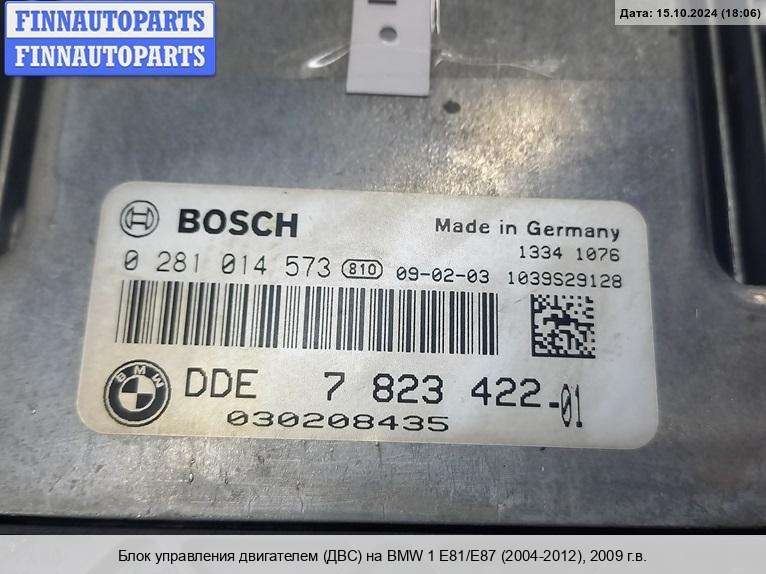 FINNAUTOPARTS
FINNAUTOPARTS
Дата: 15.10.2024 (18:06)
BOSCH
Made in Germany
1334 1076
0 281 014 573 810 09-02-03 1039S29128
BMW
DDE 7 823 422-01
030208435
Блок управления двигателем (ДВС) на BMW 1 E81/E87 (2004-2012), 2009 г.в.